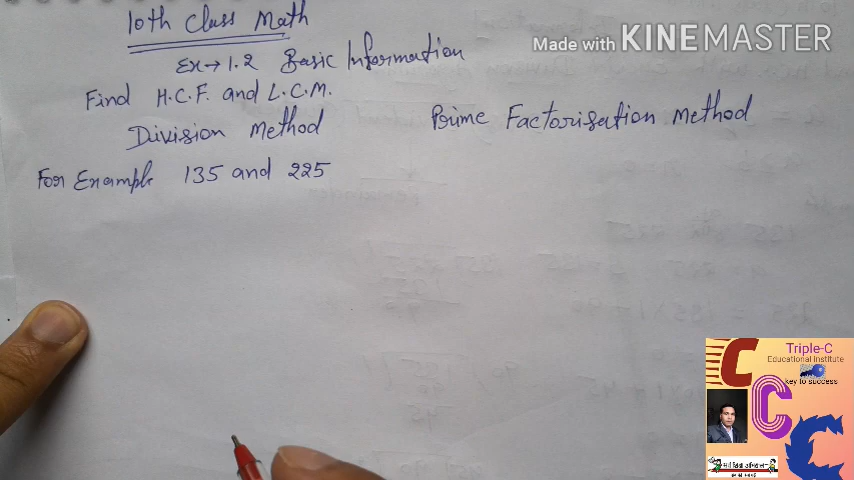 10th Class Math
Made with KINEMASTER
Ex→1.2 Basic Information
Find H.C.F. and L.C.M.
Division Method
Prime Factorisation Method
For Example 135 and 225
Triple-C
Educational Institute
key to success
C
C
C